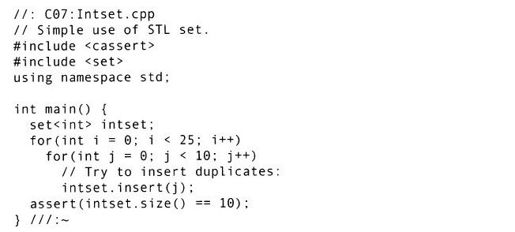 //: C07:Intset.cpp
// Simple use of STL set.
#include <cassert>
#include <set>
using namespace std;

int main() {
  set<int> intset;
  for(int i = 0; i < 25; i++)
    for(int j = 0; j < 10; j++)
      // Try to insert duplicates:
      intset.insert(j);
  assert(intset.size() == 10);
} ///:~